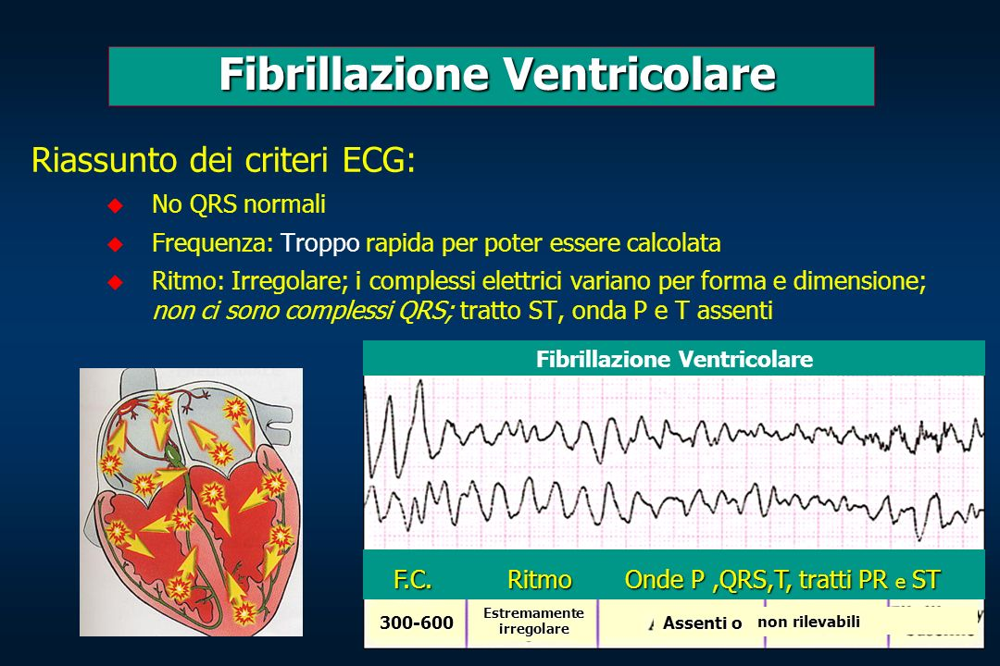 Fibrillazione Ventricolare
Riassunto dei criteri ECG:
No QRS normali
Frequenza: Troppo rapida per poter essere calcolata
Ritmo: Irregolare; i complessi elettrici variano per forma e dimensione;
non ci sono complessi QRS; tratto ST, onda P e T assenti
Fibrillazione Ventricolare
F.C. Ritmo Onde P ,QRS,T, tratti PR e ST
300-600 Estremamente irregolare Assenti o non rilevabili